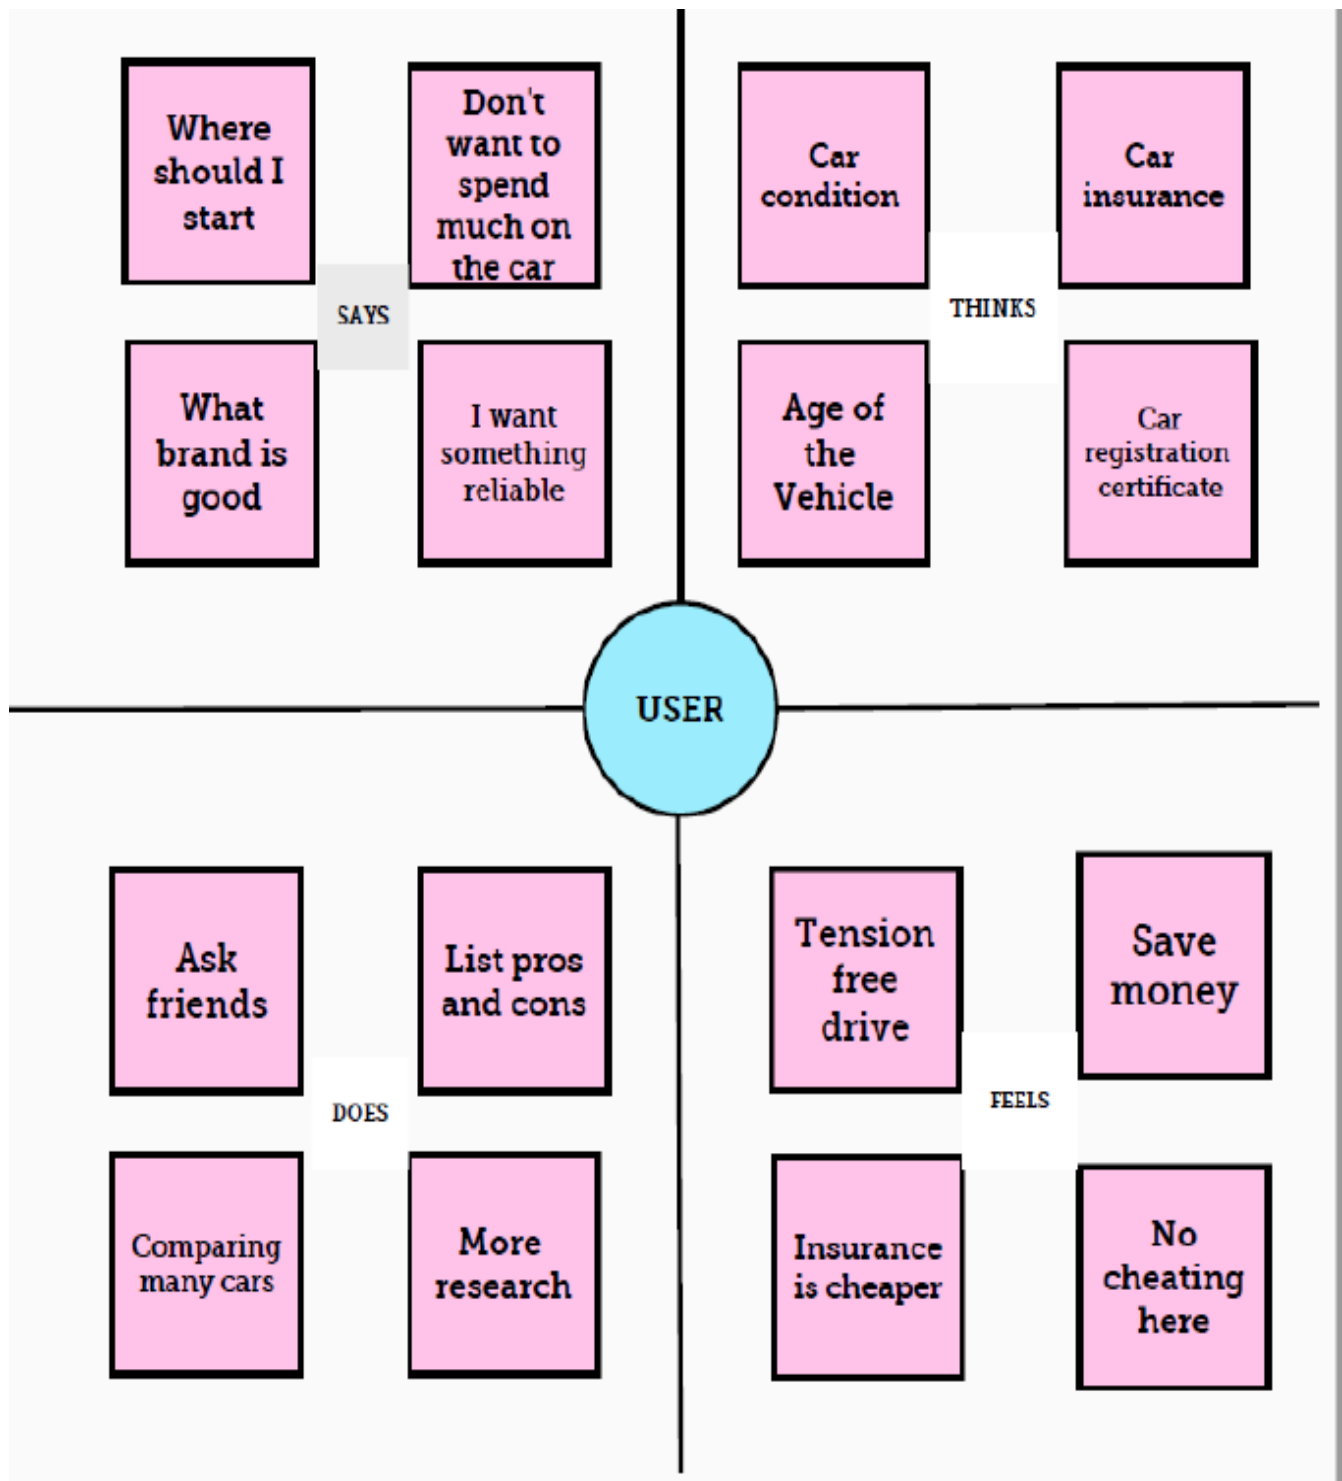 Where
should I
start
Don't
want to
spend
much on
the car
SAYS
What
brand is
good
I want
something
reliable
Car
condition
Car
insurance
THINKS
Age of
the
Vehicle
Car
registration
certificate
USER
Ask
friends
List pros
and cons
DOES
Comparing
many cars
More
research
Tension
free
drive
Save
money
FEELS
Insurance
is cheaper
No
cheating
here